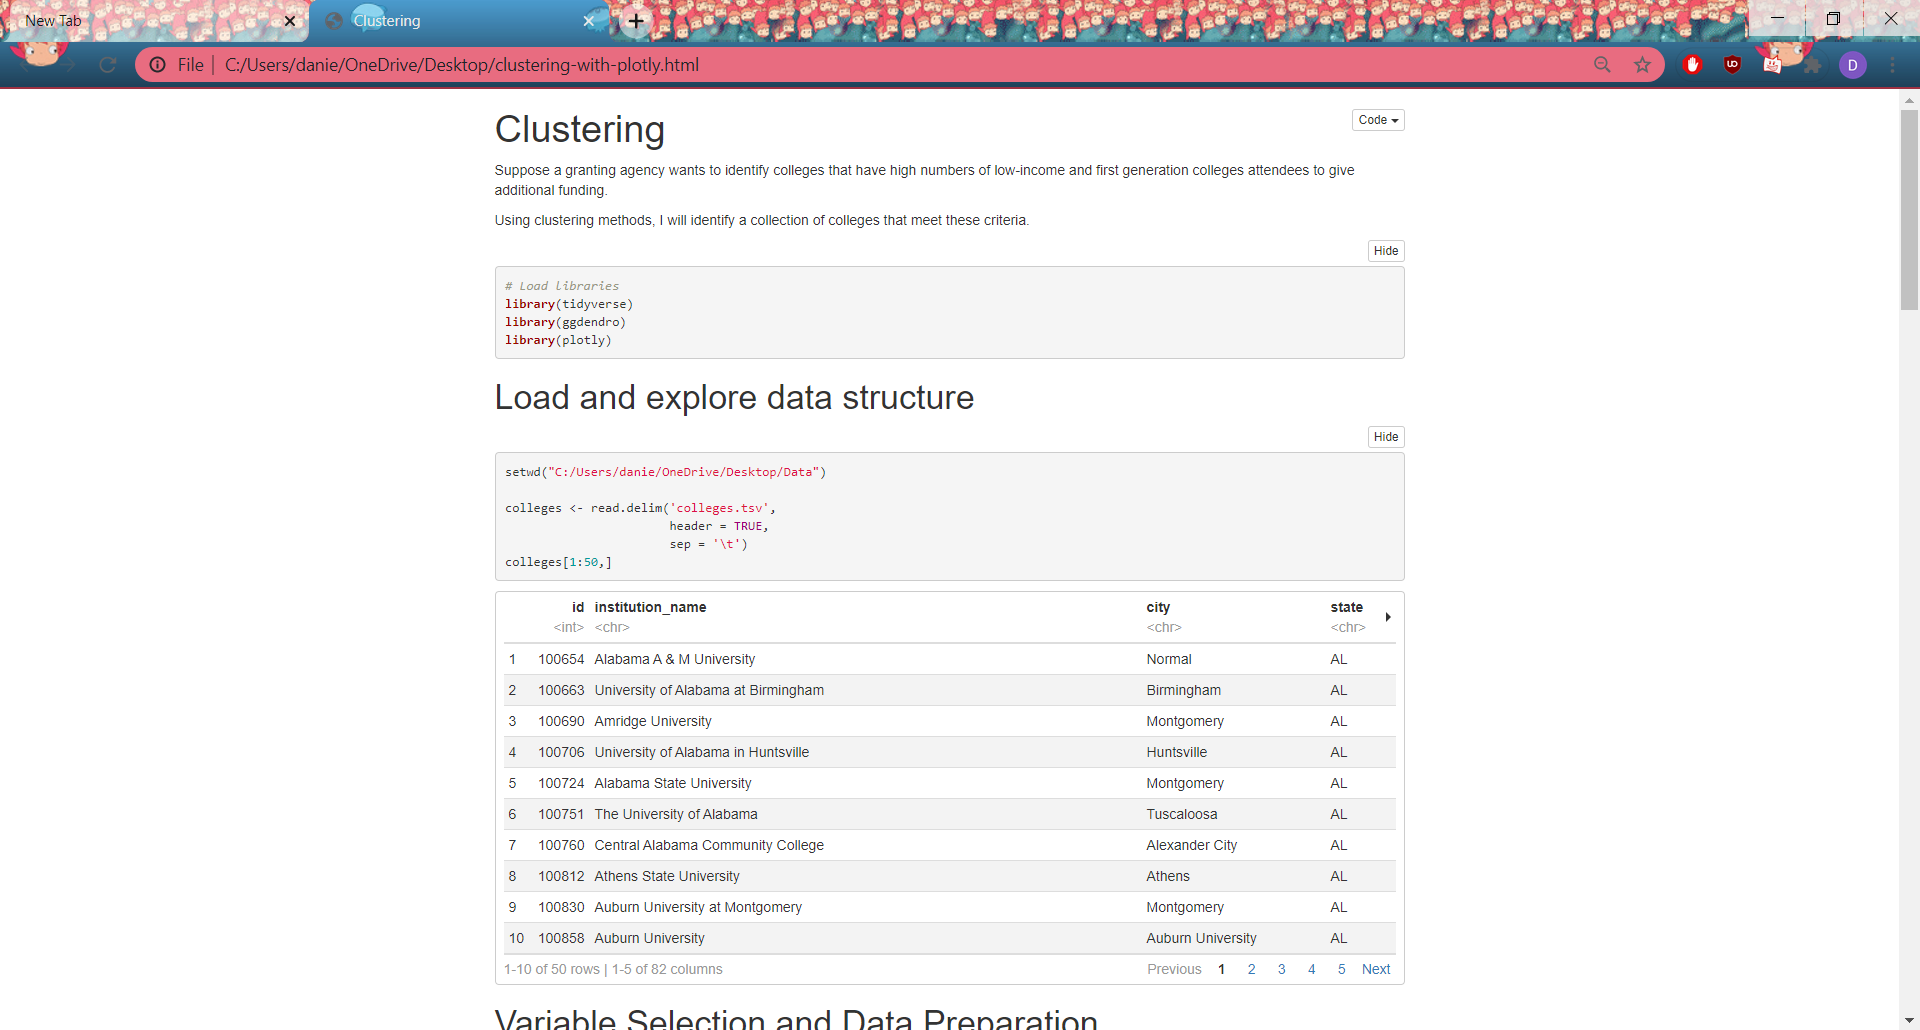 New Tab
Clustering
File | C:/Users/danie/OneDrive/Desktop/clustering-with-plotly.html
D
Clustering
Code
Suppose a granting agency wants to identify colleges that have high numbers of low-income and first generation colleges attendees to give
additional funding.
Using clustering methods, I will identify a collection of colleges that meet these criteria.
Hide
# Load libraries
library(tidyverse)
library(ggdendro)
library(plotly)
Load and explore data structure
Hide
setwd("C:/Users/danie/OneDrive/Desktop/Data")
colleges <- read.delim('colleges.tsv',
header = TRUE,
sep = '\t')
colleges[1:50,]
id institution_name city state
<int> <chr> <chr> <chr>
1 100654 Alabama A & M University Normal AL
2 100663 University of Alabama at Birmingham Birmingham AL
3 100690 Amridge University Montgomery AL
4 100706 University of Alabama in Huntsville Huntsville AL
5 100724 Alabama State University Montgomery AL
6 100751 The University of Alabama Tuscaloosa AL
7 100760 Central Alabama Community College Alexander City AL
8 100812 Athens State University Athens AL
9 100830 Auburn University at Montgomery Montgomery AL
10 100858 Auburn University Auburn University AL
1-10 of 50 rows | 1-5 of 82 columns Previous 1 2 3 4 5 Next
Variable Selection and Data Preparation